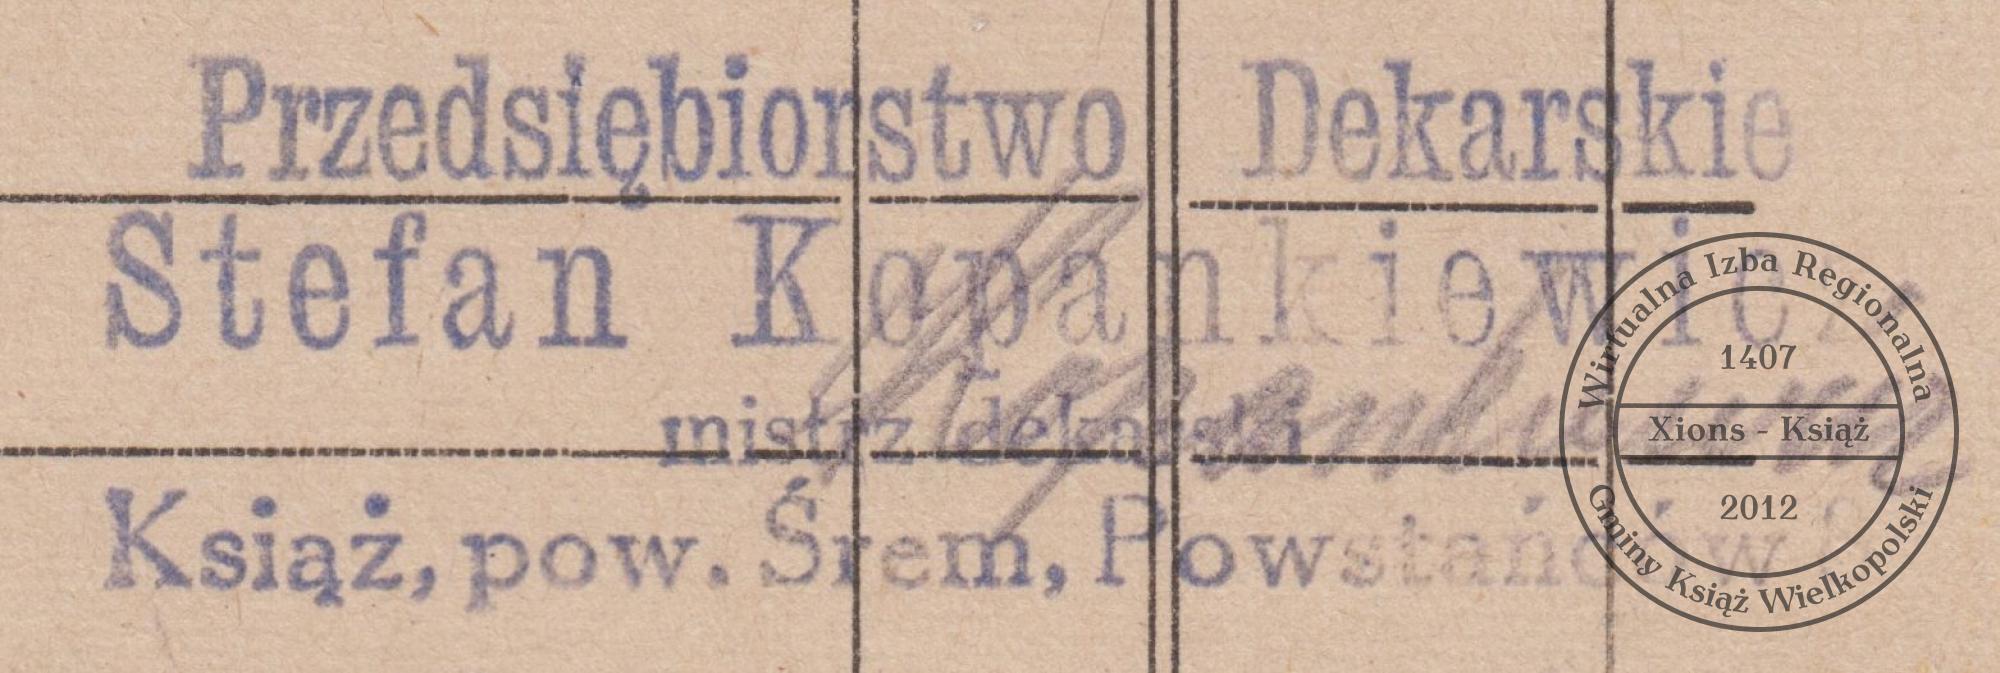 Przedsiębiorstwo Dekarskie
Stefan Kopankiewicz
mistrz dekarski
Książ, pow. Śrem, Powstańców
Wirtualna Izba Regionalna
1407
Xions - Książ
2012
Gminy Książ Wielkopolski